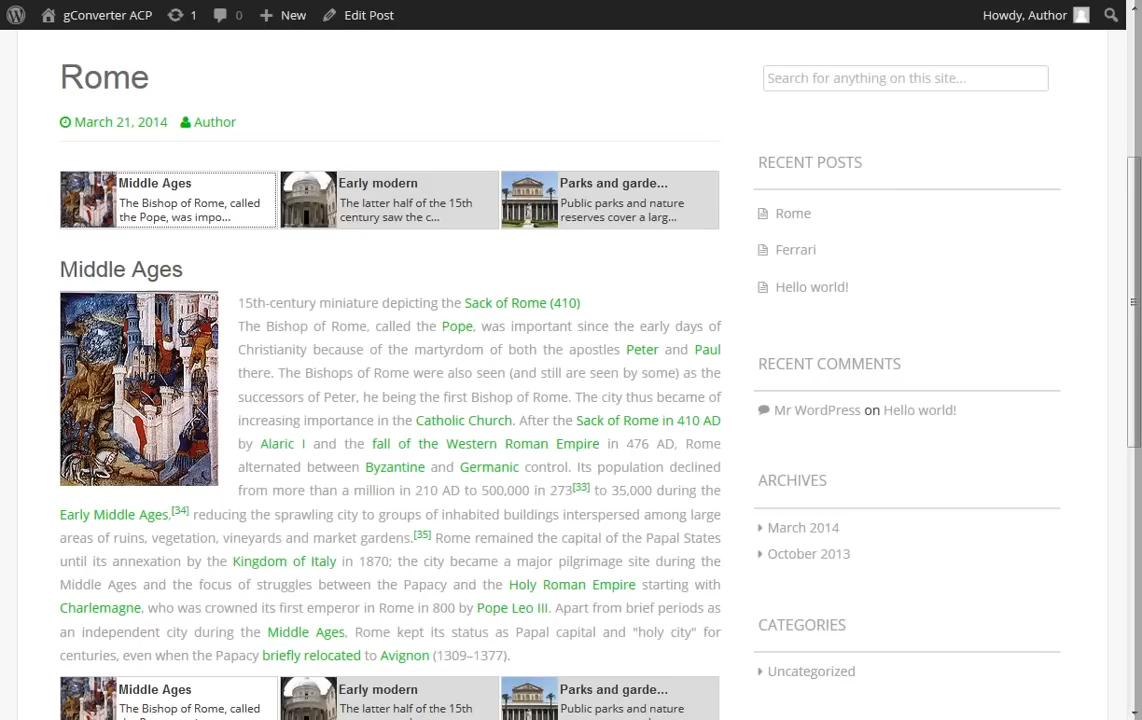 gConverter ACP 1 0 New Edit Post Howdy, Author
Rome
March 21, 2014 Author
Middle Ages
The Bishop of Rome, called
the Pope, was impo...
Early modern
The latter half of the 15th
century saw the c...
Parks and garde...
Public parks and nature
reserves cover a larg...
Middle Ages
15th-century miniature depicting the Sack of Rome (410)
The Bishop of Rome, called the Pope, was important since the early days of
Christianity because of the martyrdom of both the apostles Peter and Paul
there. The Bishops of Rome were also seen (and still are seen by some) as the
successors of Peter, he being the first Bishop of Rome. The city thus became of
increasing importance in the Catholic Church. After the Sack of Rome in 410 AD
by Alaric I and the fall of the Western Roman Empire in 476 AD, Rome
alternated between Byzantine and Germanic control. Its population declined
from more than a million in 210 AD to 500,000 in 273[33] to 35,000 during the
Early Middle Ages,[34] reducing the sprawling city to groups of inhabited buildings interspersed among large
areas of ruins, vegetation, vineyards and market gardens.[35] Rome remained the capital of the Papal States
until its annexation by the Kingdom of Italy in 1870; the city became a major pilgrimage site during the
Middle Ages and the focus of struggles between the Papacy and the Holy Roman Empire starting with
Charlemagne, who was crowned its first emperor in Rome in 800 by Pope Leo III. Apart from brief periods as
an independent city during the Middle Ages, Rome kept its status as Papal capital and "holy city" for
centuries, even when the Papacy briefly relocated to Avignon (1309–1377).
Middle Ages
The Bishop of Rome, called
Early modern
The latter half of the 15th
Parks and garde...
Public parks and nature
Search for anything on this site...
RECENT POSTS
Rome
Ferrari
Hello world!
RECENT COMMENTS
Mr WordPress on Hello world!
ARCHIVES
March 2014
October 2013
CATEGORIES
Uncategorized